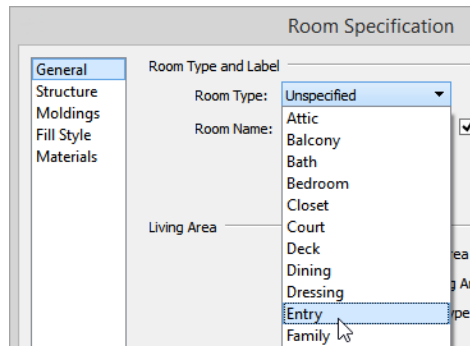 Room Specification
General
Structure
Moldings
Fill Style
Materials
Room Type and Label
Room Type: Unspecified
Room Name:
Attic
Balcony
Bath
Bedroom
Closet
Court
Deck
Dining
Dressing
Entry
Family
Living Area